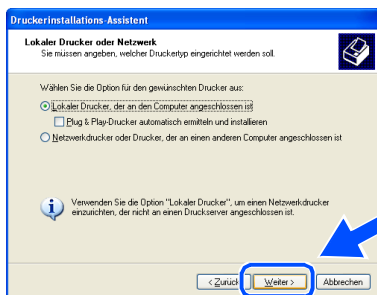 Druckerinstallations-Assistent
Lokaler Drucker oder Netzwerk
Sie müssen angeben, welcher Druckertyp eingerichtet werden soll.
Wählen Sie die Option für den gewünschten Drucker aus:
Lokaler Drucker, der an den Computer angeschlossen ist
Plug & Play-Drucker automatisch ermitteln und installieren
Netzwerkdrucker oder Drucker, der an einen anderen Computer angeschlossen ist
Verwenden Sie die Option "Lokaler Drucker", um einen Netzwerkdrucker
einzurichten, der nicht an einen Druckserver angeschlossen ist.
< Zurück Weiter > Abbrechen